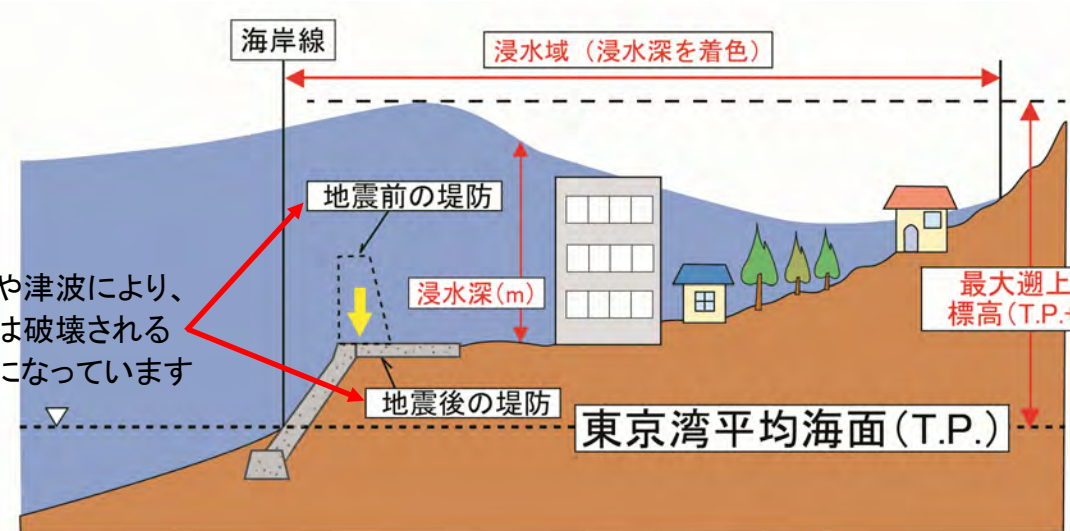 海岸線
浸水域（浸水深を着色）
地震前の堤防
や津波により、
は破壊される
になっています
浸水深(m)
最大遡上
標高(T.P.+
地震後の堤防
東京湾平均海面(T.P.)